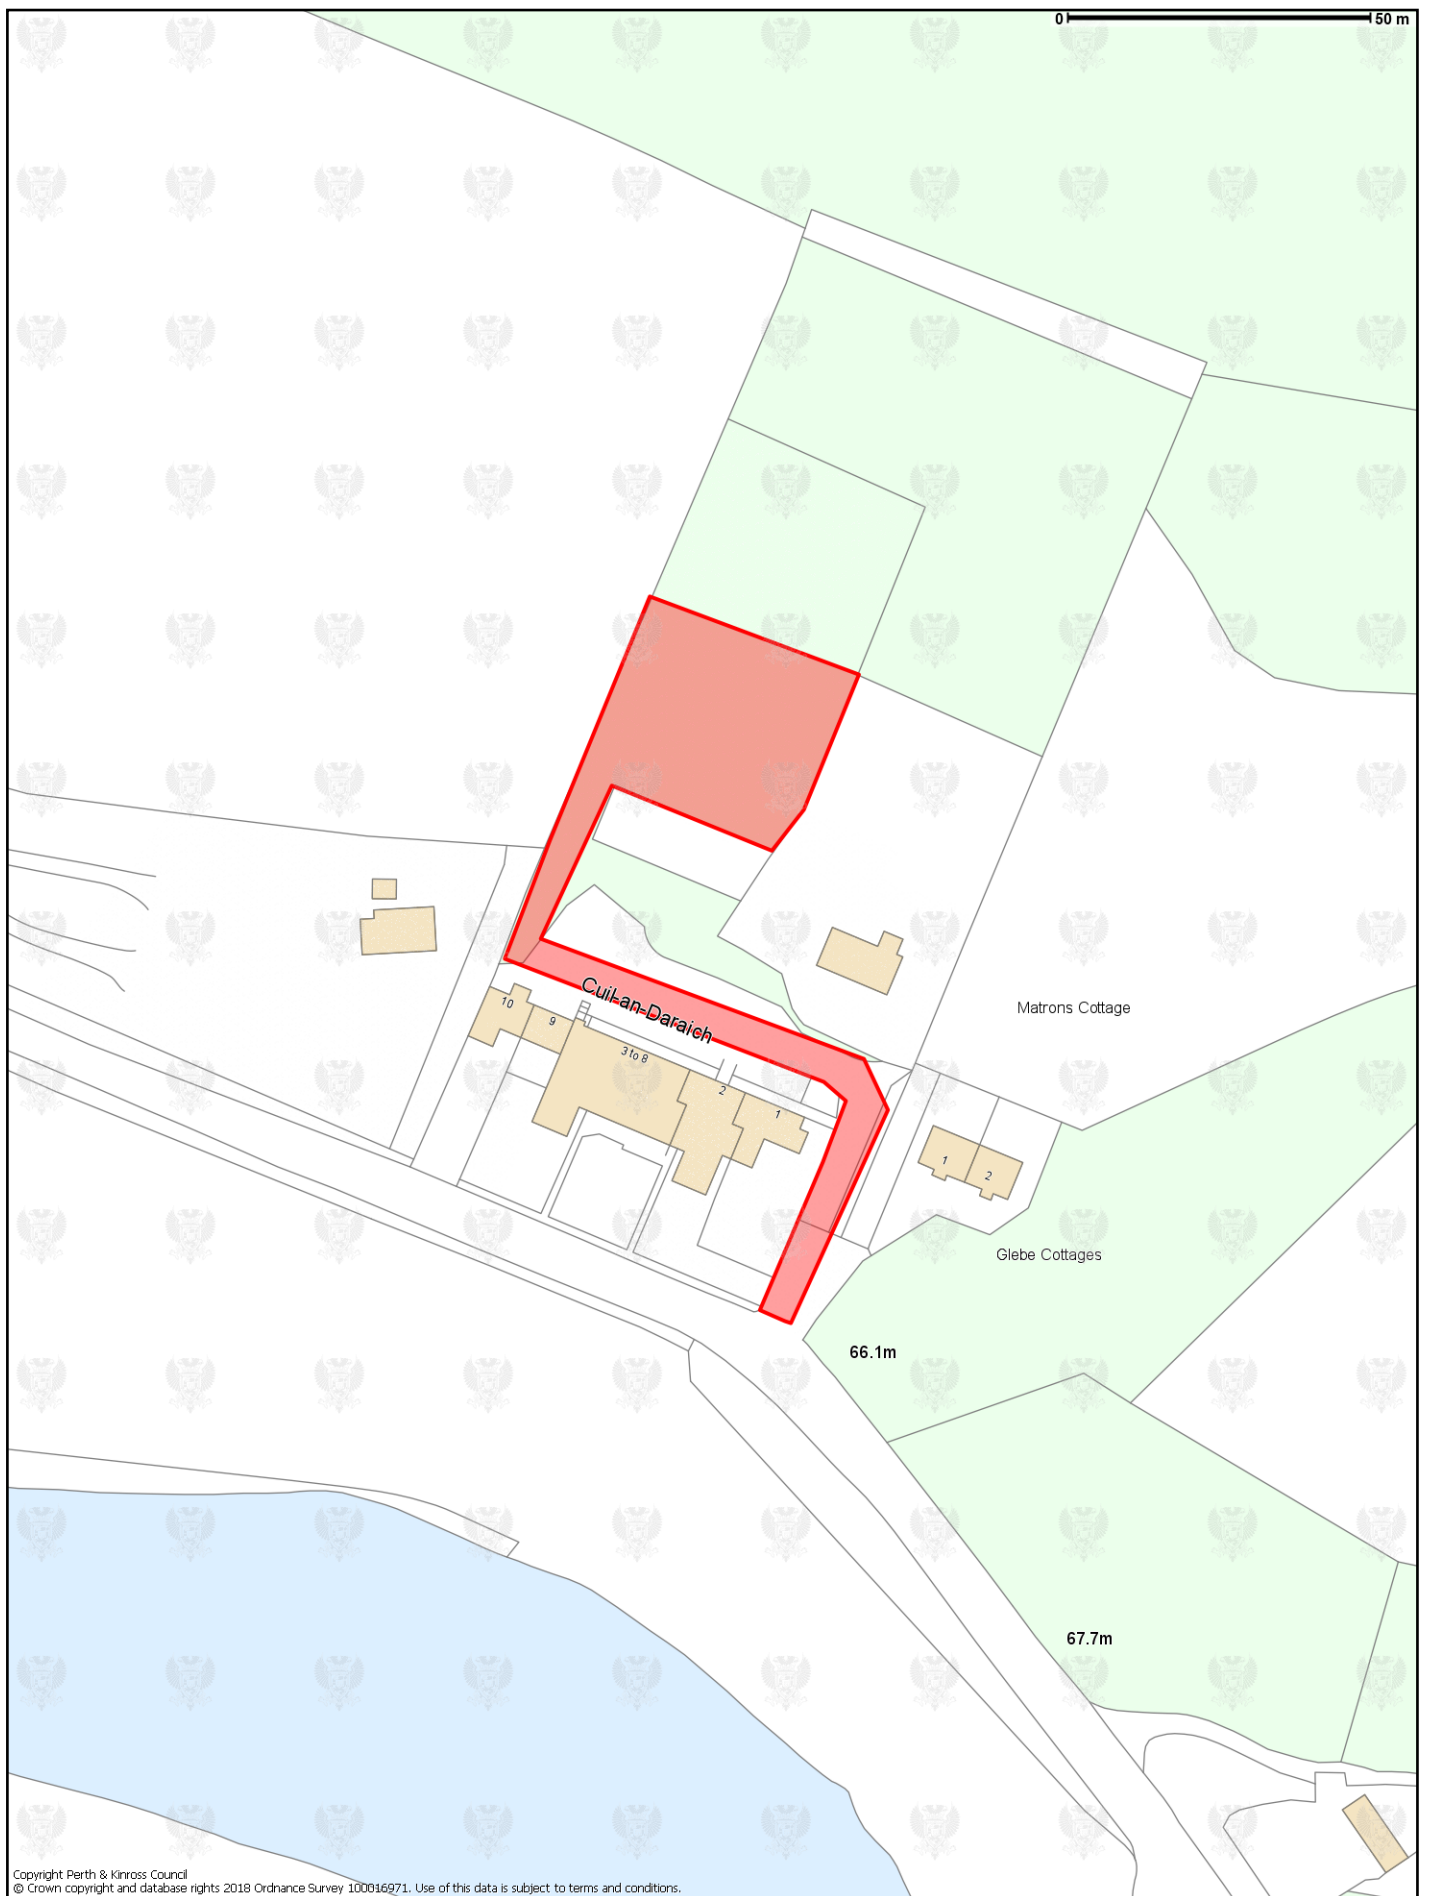 0 50 m
Cuil-an-Daraich
10
9
3 to 8
2
1
Matrons Cottage
1
2
Glebe Cottages
66.1m
67.7m
Copyright Perth & Kinross Council
© Crown copyright and database rights 2018 Ordnance Survey 100016971. Use of this data is subject to terms and conditions.